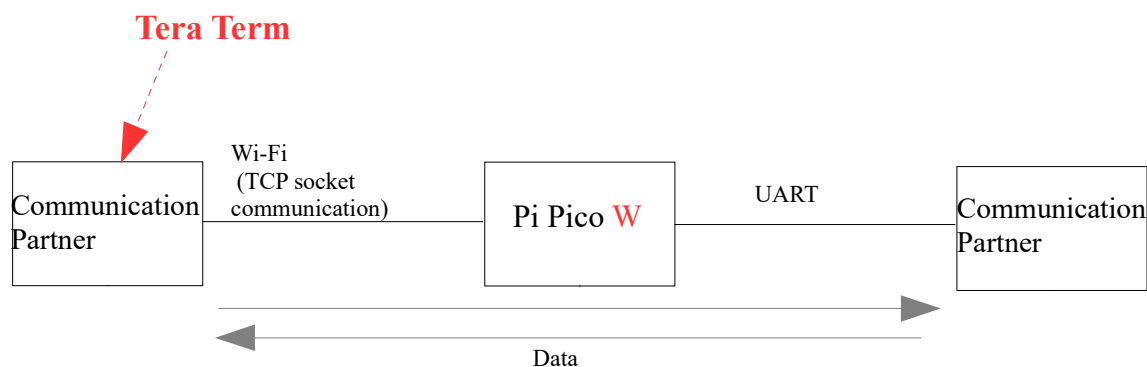 Tera Term
Wi-Fi
(TCP socket
communication)
Communication
Partner
Pi Pico W
UART
Communication
Partner
Data